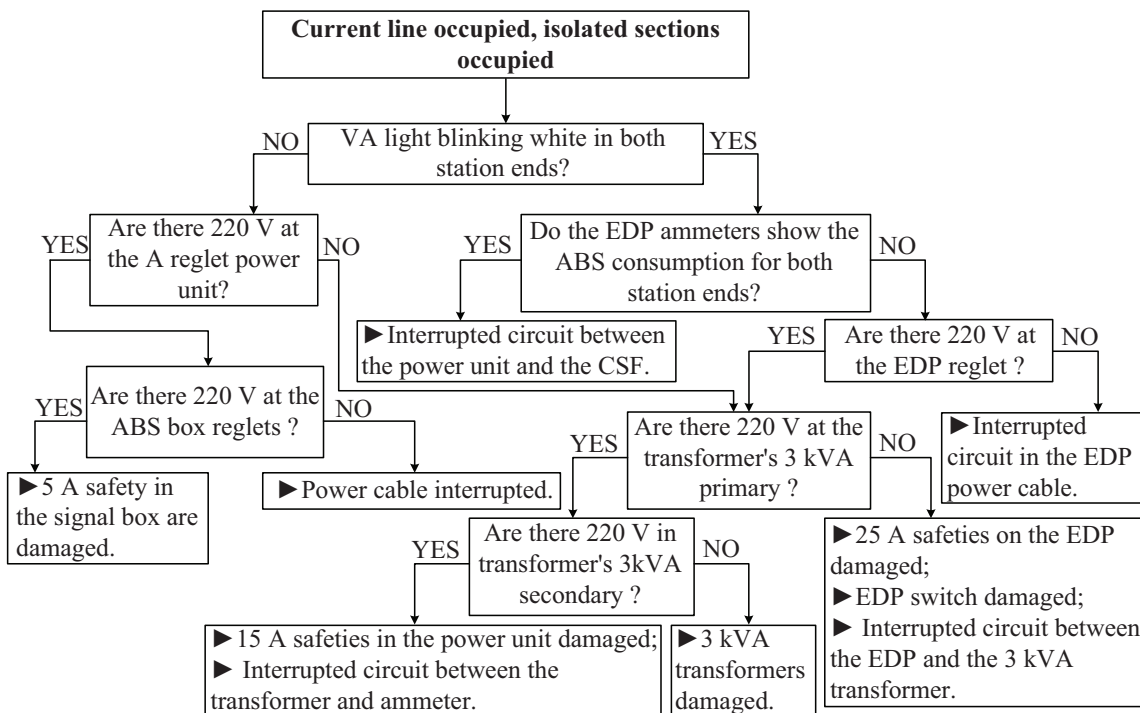 Current line occupied, isolated sections
occupied
NO
VA light blinking white in both
station ends?
YES
YES
Are there 220 V at
the A reglet power
unit?
NO
YES
Do the EDP ammeters show the
ABS consumption for both
station ends?
NO
►Interrupted circuit between
the power unit and the CSF.
YES
Are there 220 V at
the EDP reglet ?
NO
YES
Are there 220 V at the
ABS box reglets ?
NO
►5 A safety in
the signal box are
damaged.
►Power cable interrupted.
YES
Are there 220 V at the
transformer's 3 kVA
primary ?
NO
►Interrupted
circuit in the EDP
power cable.
YES
Are there 220 V in
transformer's 3kVA
secondary ?
NO
►25 A safeties on the EDP
damaged;
►EDP switch damaged;
► Interrupted circuit between
the EDP and the 3 kVA
transformer.
►15 A safeties in the power unit damaged;
► Interrupted circuit between the
transformer and ammeter.
►3 kVA
transformers
damaged.